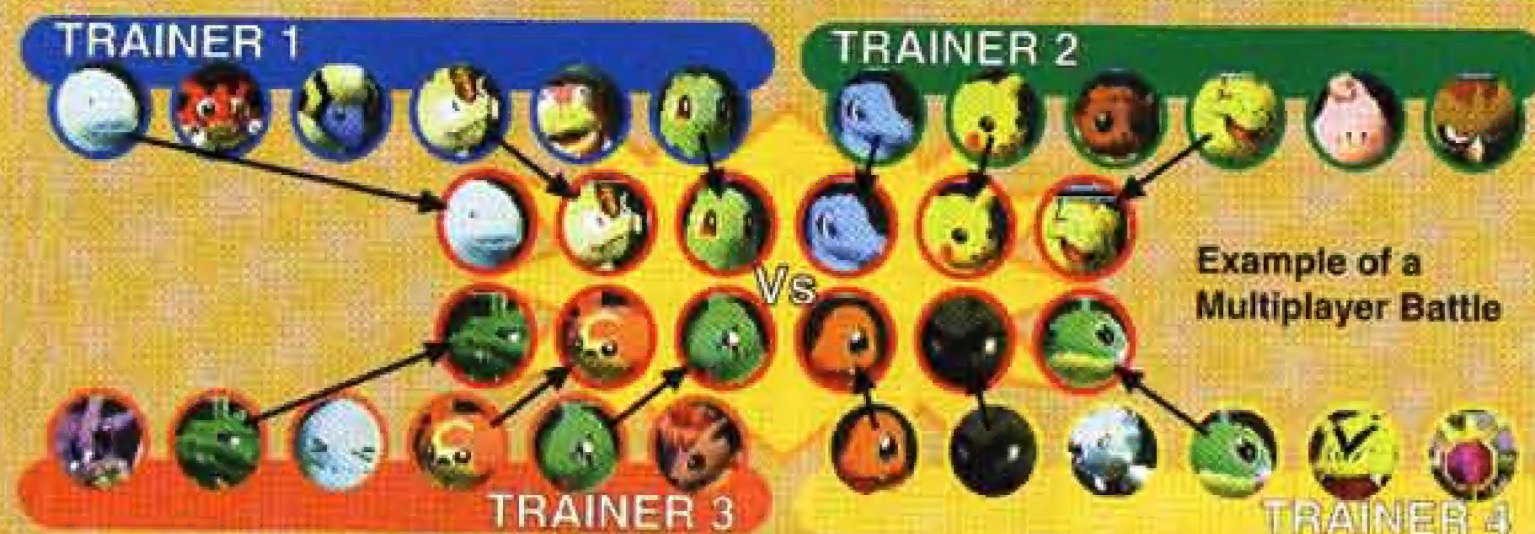 TRAINER 1
TRAINER 2
Vs
Example of a
Multiplayer Battle
TRAINER 3
TRAINER 4